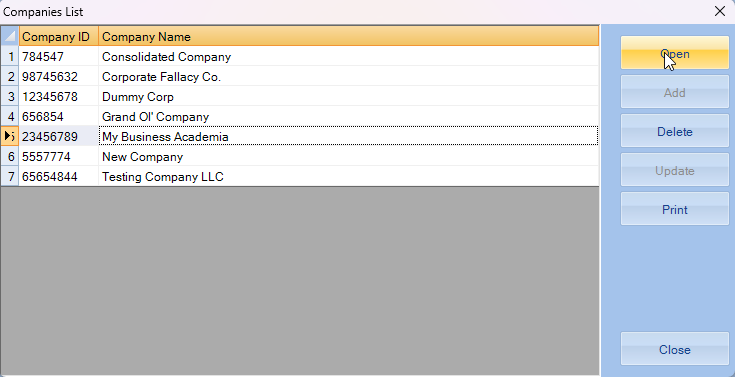 Companies List
Company ID Company Name
1 784547 Consolidated Company
2 98745632 Corporate Fallacy Co.
3 12345678 Dummy Corp
4 656854 Grand Ol' Company
23456789 My Business Academia
6 5557774 New Company
7 65654844 Testing Company LLC
Open
Add
Delete
Update
Print
Close